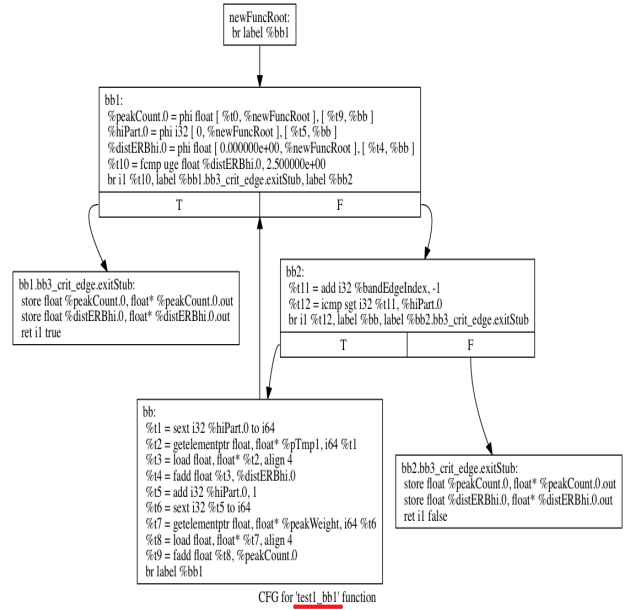 newFuncRoot:
br label %bb1
bb1:
%peakCount.0 = phi float [ %t0, %newFuncRoot ], [ %t9, %bb ]
%hiPart.0 = phi i32 [ 0, %newFuncRoot ], [ %t5, %bb ]
%distERBhi.0 = phi float [ 0.000000e+00, %newFuncRoot ], [ %t4, %bb ]
%t10 = fcmp uge float %distERBhi.0, 2.500000e+00
br i1 %t10, label %bb1.bb3_crit_edge.exitStub, label %bb2
T F
bb1.bb3_crit_edge.exitStub:
store float %peakCount.0, float* %peakCount.0.out
store float %distERBhi.0, float* %distERBhi.0.out
ret i1 true
bb2:
%t11 = add i32 %bandEdgeIndex, -1
%t12 = icmp sgt i32 %t11, %hiPart.0
br i1 %t12, label %bb, label %bb2.bb3_crit_edge.exitStub
T F
bb:
%t1 = sext i32 %hiPart.0 to i64
%t2 = getelementptr float, float* %pTmp1, i64 %t1
%t3 = load float, float* %t2, align 4
%t4 = fadd float %t3, %distERBhi.0
%t5 = add i32 %hiPart.0, 1
%t6 = sext i32 %t5 to i64
%t7 = getelementptr float, float* %peakWeight, i64 %t6
%t8 = load float, float* %t7, align 4
%t9 = fadd float %t8, %peakCount.0
br label %bb1
bb2.bb3_crit_edge.exitStub:
store float %peakCount.0, float* %peakCount.0.out
store float %distERBhi.0, float* %distERBhi.0.out
ret i1 false
CFG for 'test1_bb1' function